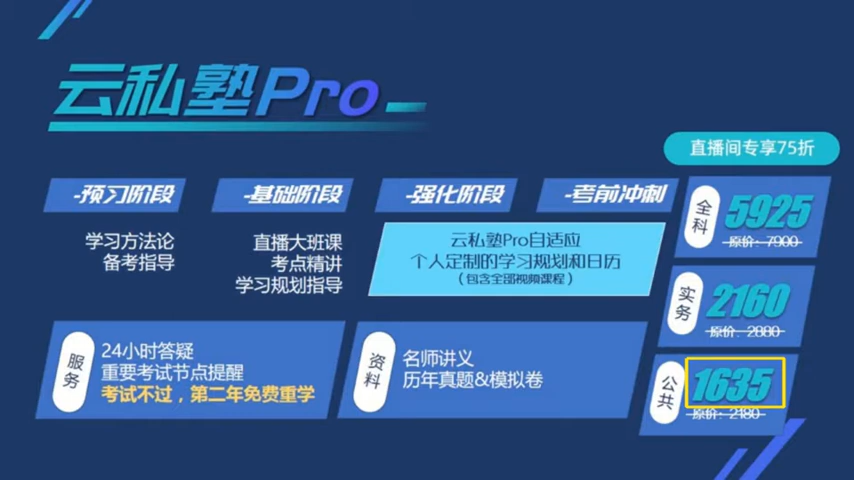 云私塾Pro
直播间专享75折
-预习阶段
-基础阶段
-强化阶段
-考前冲刺
学习方法论
备考指导
直播大班课
考点精讲
学习规划指导
云私塾Pro自适应
个人定制的学习规划和日历
（包含全部视频课程）
全科
5925
原价：7900
实务
2160
原价：2880
公共
1635
原价：2180
服务
24小时答疑
重要考试节点提醒
考试不过，第二年免费重学
资料
名师讲义
历年真题&模拟卷